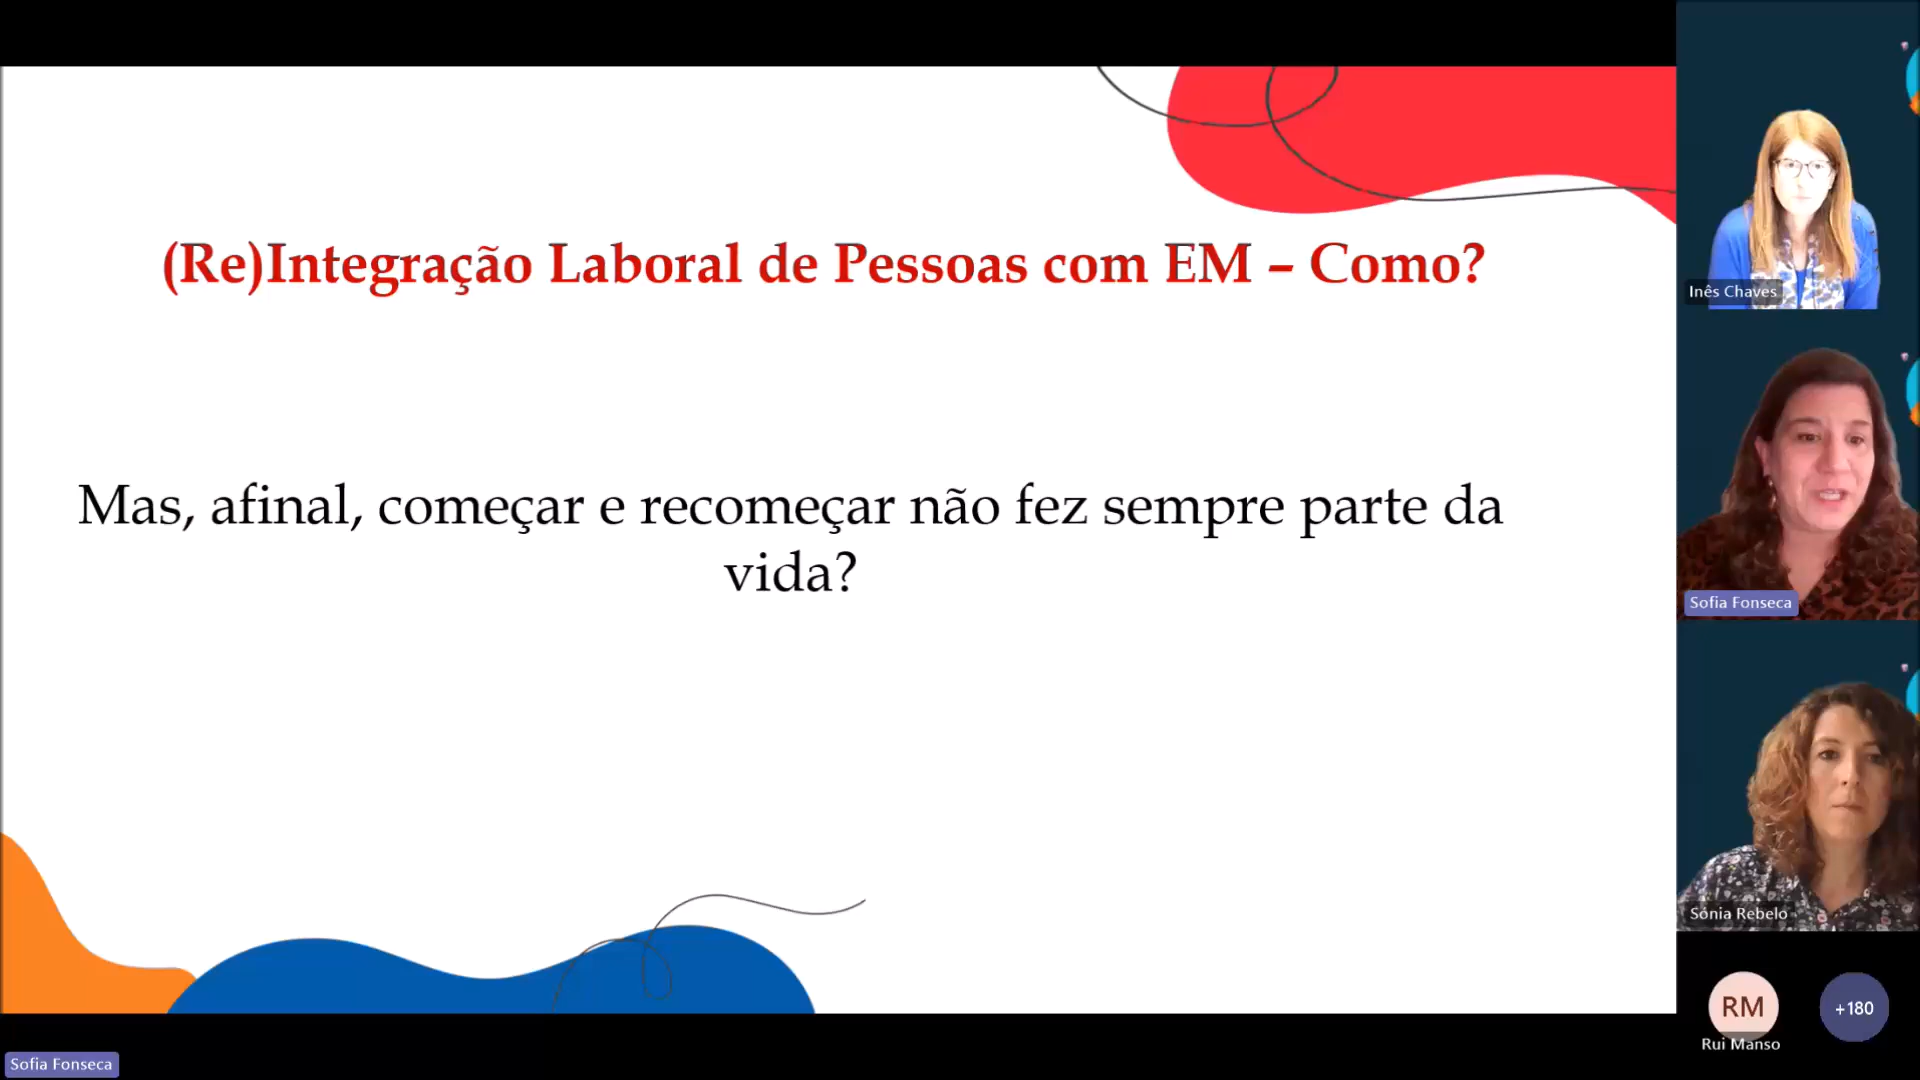 (Re)Integração Laboral de Pessoas com EM – Como?
Mas, afinal, começar e recomeçar não fez sempre parte da
vida?
Inês Chaves
Sofia Fonseca
Sónia Rebelo
RM
+180
Rui Manso
Sofia Fonseca